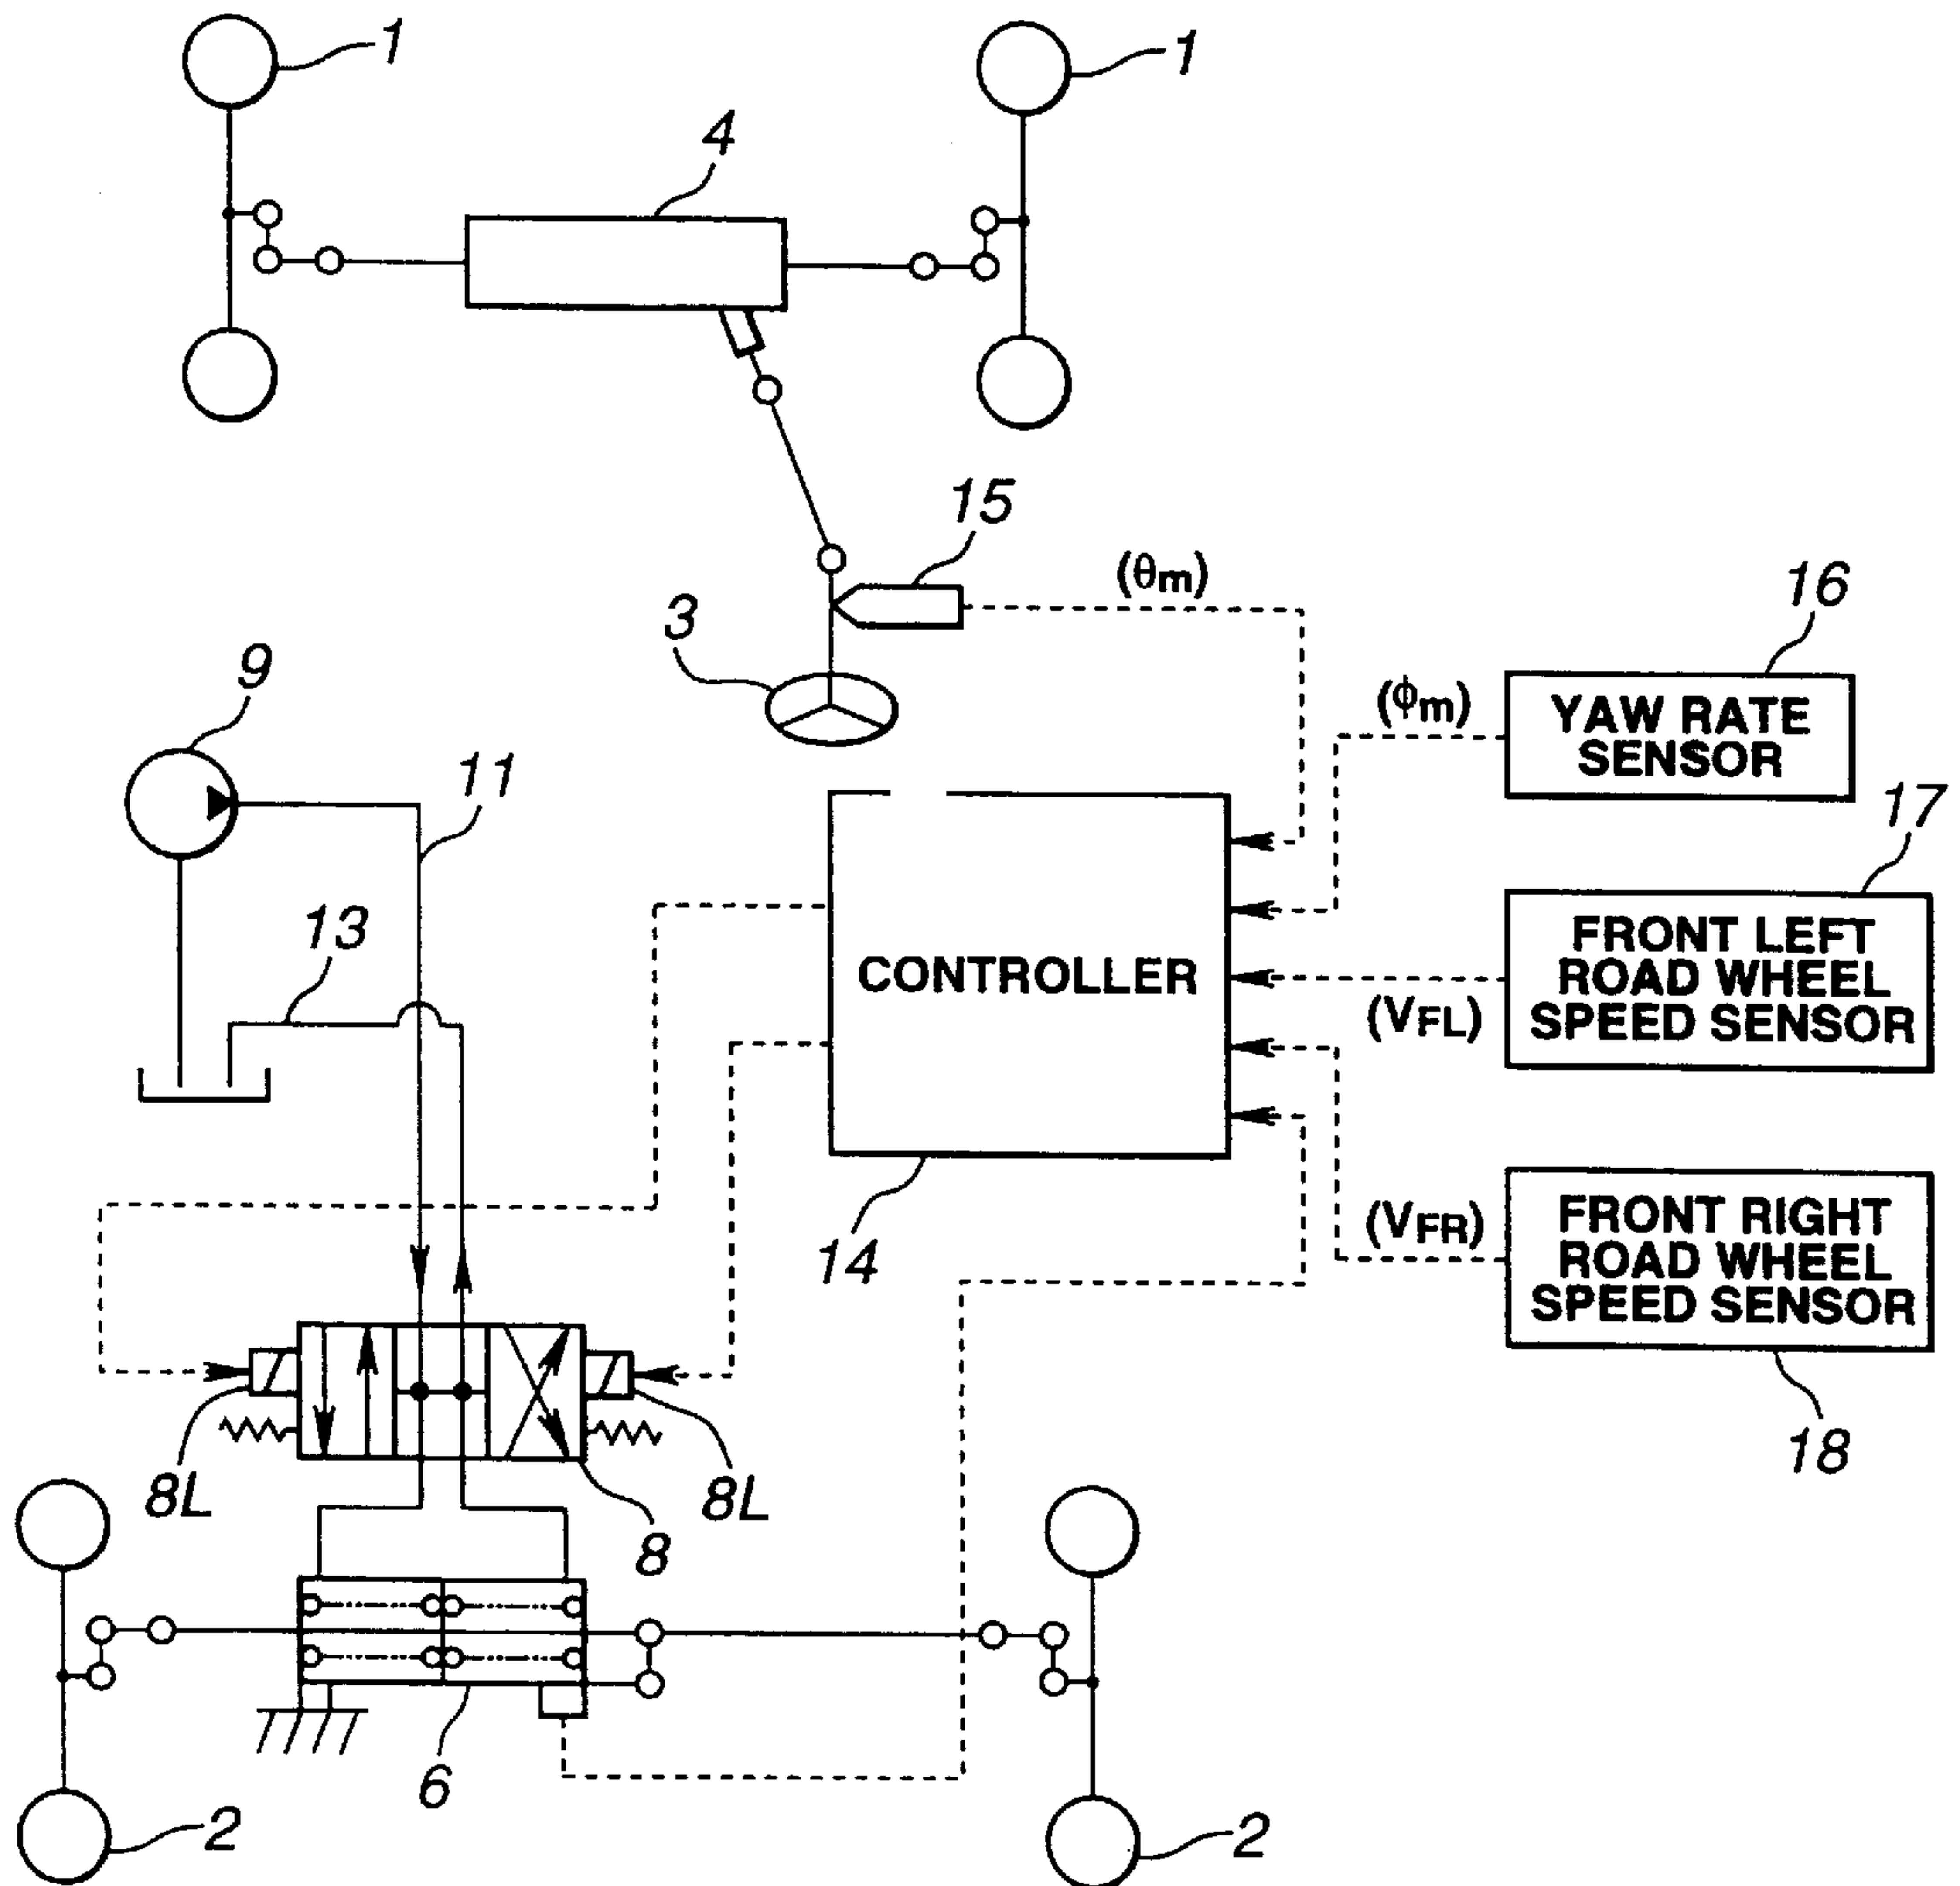 1
1
4
15
(θm)
16
3
(ϕm)
YAW RATE
SENSOR
9
11
17
13
FRONT LEFT
ROAD WHEEL
SPEED SENSOR
CONTROLLER
(VFL)
(VFR)
FRONT RIGHT
ROAD WHEEL
SPEED SENSOR
14
18
8L
8L
8
6
2
2